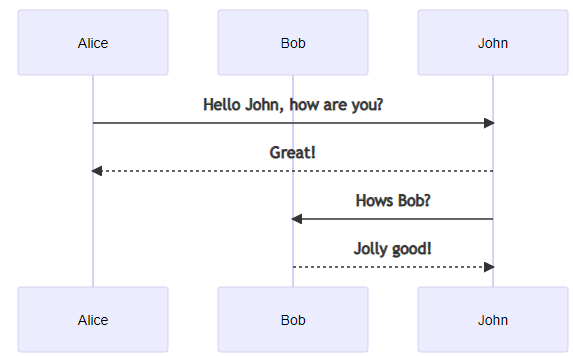 Alice
Bob
John
Hello John, how are you?
Great!
Hows Bob?
Jolly good!
Alice
Bob
John